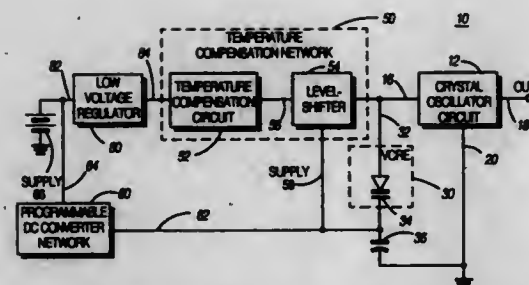 50
10
TEMPERATURE
COMPENSATION NETWORK
82
84
54
12
LOW
VOLTAGE
REGULATOR
TEMPERATURE
COMPENSATION
CIRCUIT
LEVEL-
SHIFTER
16
CRYSTAL
OSCILLATOR
CIRCUIT
18
56
32
20
80
52
VCRE
SUPPLY
58
30
SUPPLY
64
60
PROGRAMMABLE
DC CONVERTER
NETWORK
62
34
36